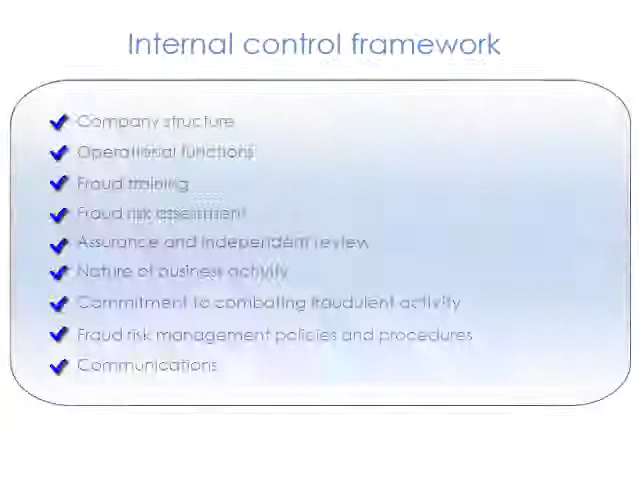 Internal control framework
Company structure
Operational functions
Fraud training
Fraud risk assessment
Assurance and independent review
Nature of business activity
Commitment to combating fraudulent activity
Fraud risk management policies and procedures
Communications